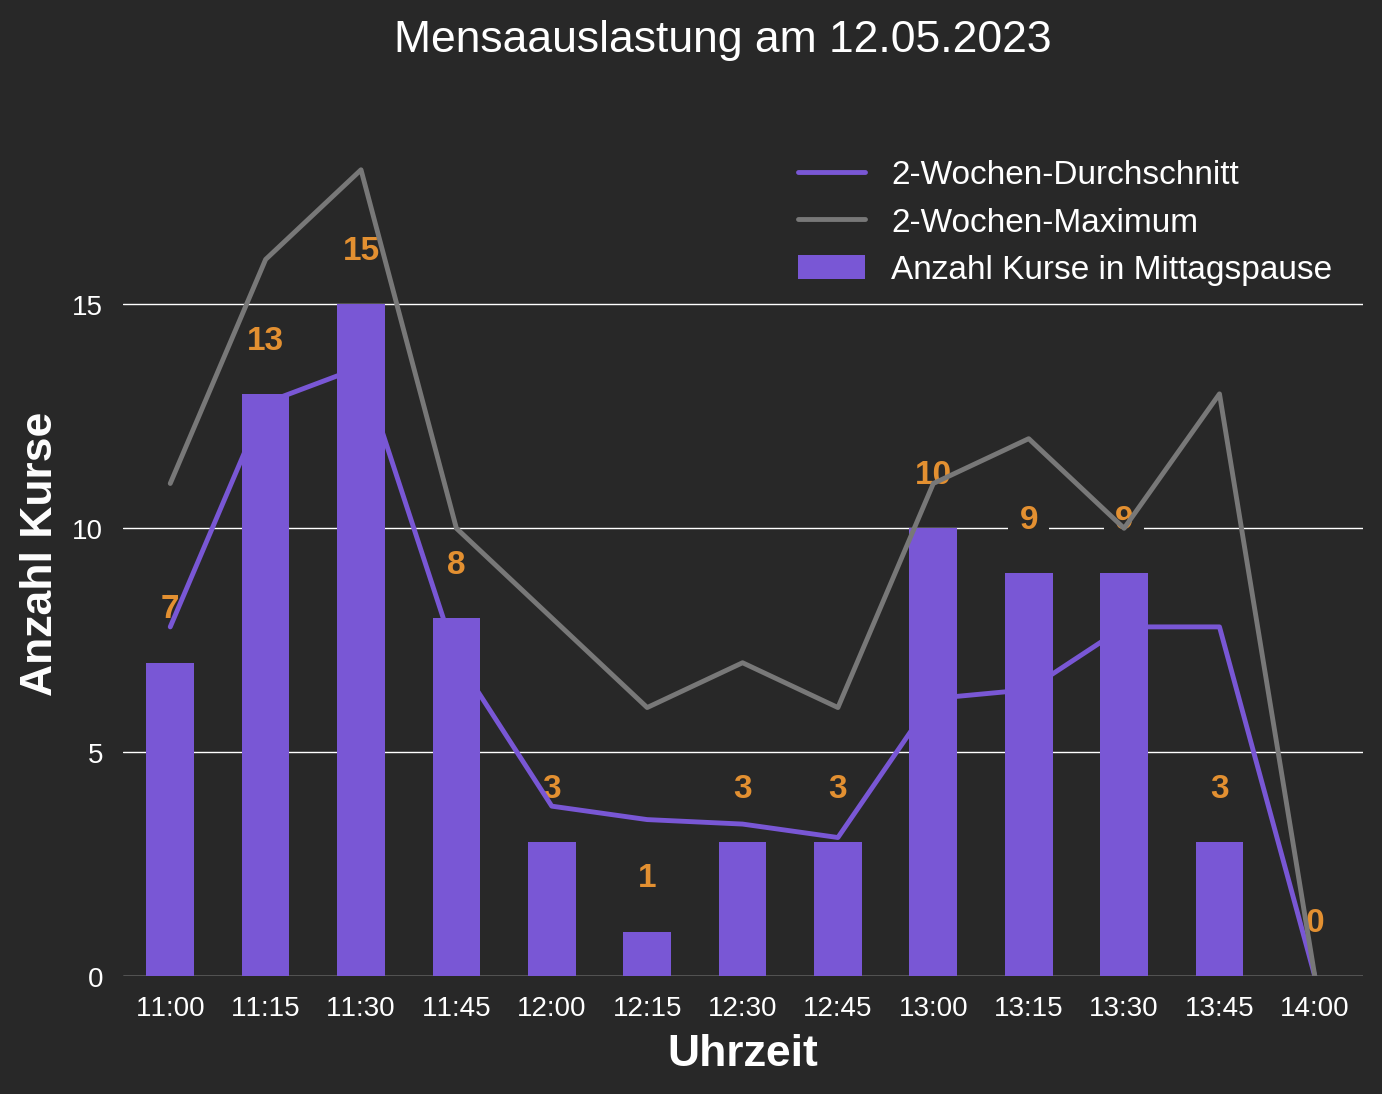 Mensaauslastung am 12.05.2023
2-Wochen-Durchschnitt
2-Wochen-Maximum
Anzahl Kurse in Mittagspause
Anzahl Kurse
15
10
5
0
7
13
15
8
3
1
3
3
10
9
9
3
0
11:00 11:15 11:30 11:45 12:00 12:15 12:30 12:45 13:00 13:15 13:30 13:45 14:00
Uhrzeit